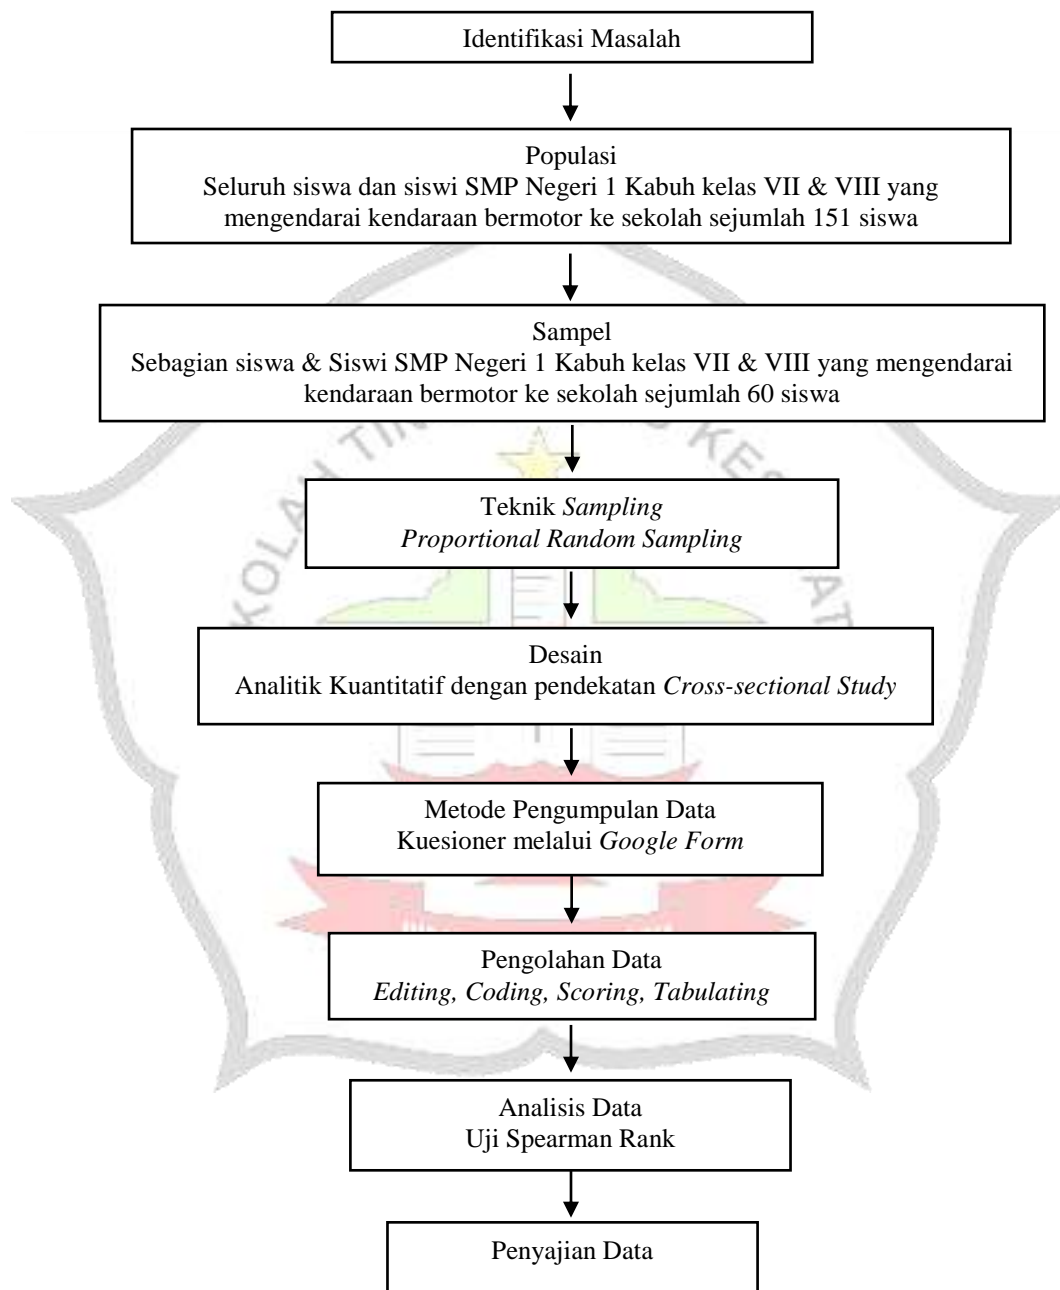 Identifikasi Masalah
Populasi
Seluruh siswa dan siswi SMP Negeri 1 Kabuh kelas VII & VIII yang
mengendarai kendaraan bermotor ke sekolah sejumlah 151 siswa
Sampel
Sebagian siswa & Siswi SMP Negeri 1 Kabuh kelas VII & VIII yang mengendarai
kendaraan bermotor ke sekolah sejumlah 60 siswa
Teknik Sampling
Proportional Random Sampling
Desain
Analitik Kuantitatif dengan pendekatan Cross-sectional Study
Metode Pengumpulan Data
Kuesioner melalui Google Form
Pengolahan Data
Editing, Coding, Scoring, Tabulating
Analisis Data
Uji Spearman Rank
Penyajian Data